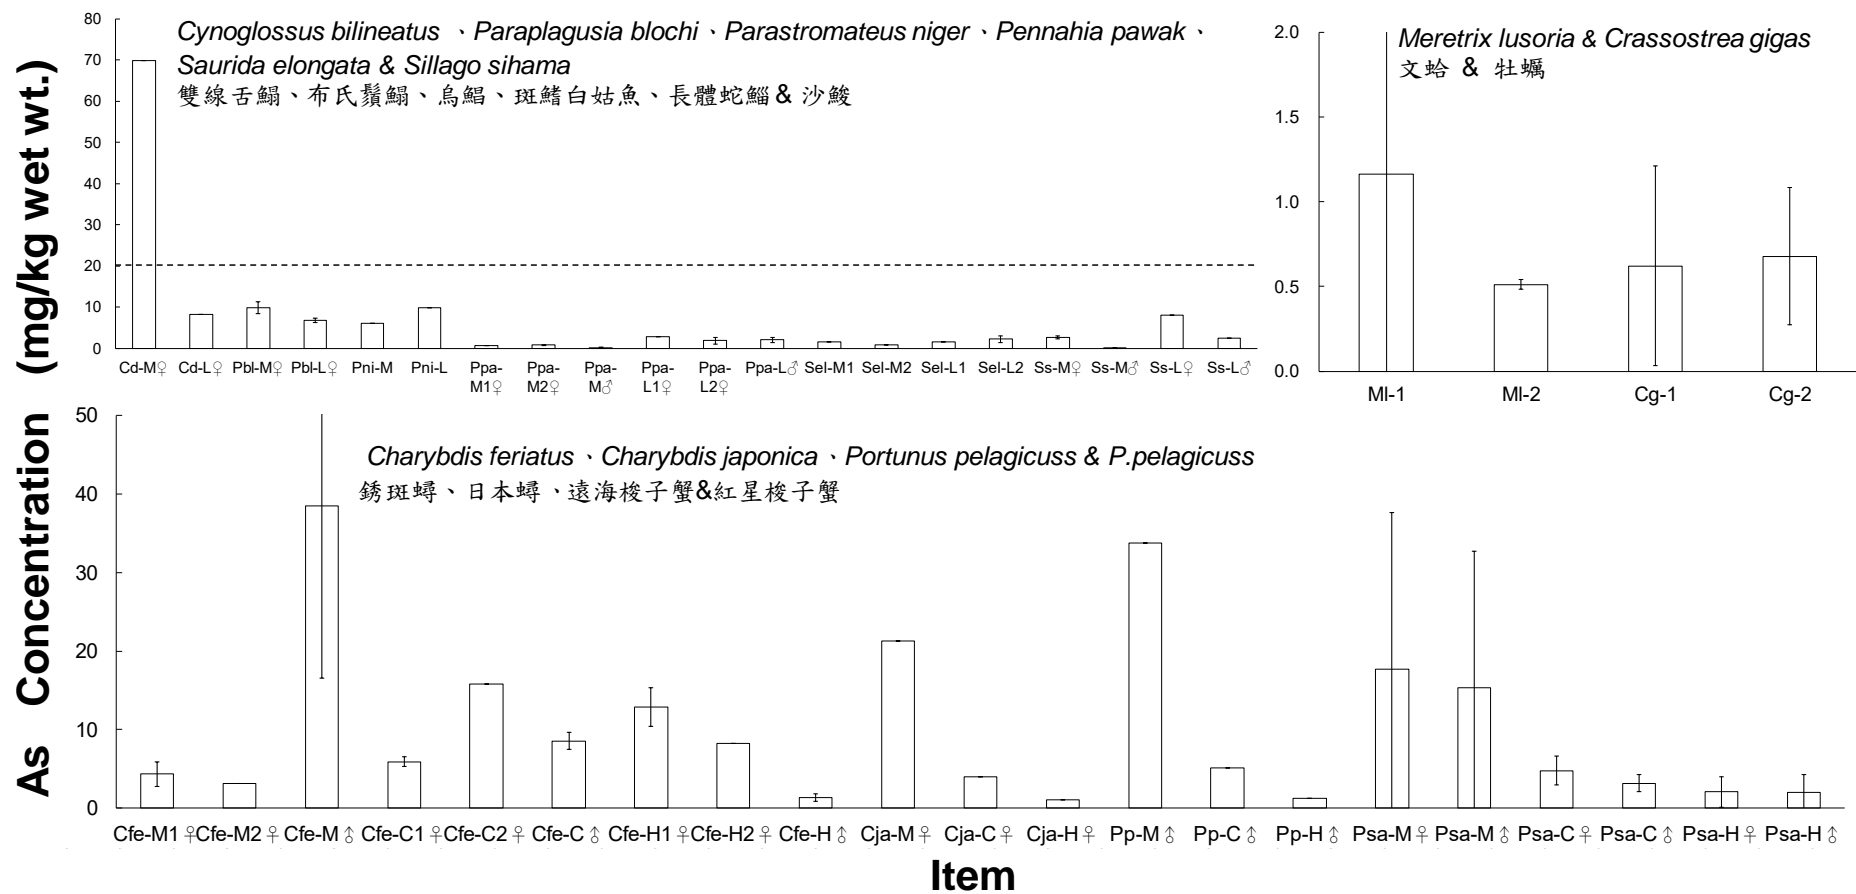 As Concentration (mg/kg wet wt.)
80
70
60
50
40
30
20
10
0
Cynoglossus bilineatus 、Paraplagusia blochi、Parastromateus niger、Pennahia pawak、
Saurida elongata & Sillago sihama
雙線舌鰨、布氏鬚鰨、烏鯧、斑鰭白姑魚、長體蛇鯔& 沙鮻
Cd-M♀ Cd-L♀ Pbl-M♀ Pbl-L♀ Pni-M Pni-L Ppa-M1♀ Ppa-M2♀ Ppa-M♂ Ppa-L1♀ Ppa-L2♀ Ppa-L♂ Sel-M1 Sel-M2 Sel-L1 Sel-L2 Ss-M♀ Ss-M♂ Ss-L♀ Ss-L♂
2.0
1.5
1.0
0.5
0.0
Meretrix lusoria & Crassostrea gigas
文蛤 & 牡蠣
Ml-1 Ml-2 Cg-1 Cg-2
50
40
30
20
10
0
Charybdis feriatus、Charybdis japonica、Portunus pelagicuss & P.pelagicuss
銹斑蟳、日本蟳、遠海梭子蟹&紅星梭子蟹
Cfe-M1♀ Cfe-M2♀ Cfe-M♂ Cfe-C1♀ Cfe-C2♀ Cfe-C♂ Cfe-H1♀ Cfe-H2♀ Cfe-H♂ Cja-M♀ Cja-C♀ Cja-H♀ Pp-M♂ Pp-C♂ Pp-H♂ Psa-M♀ Psa-M♂ Psa-C♀ Psa-C♂ Psa-H♀ Psa-H♂
Item